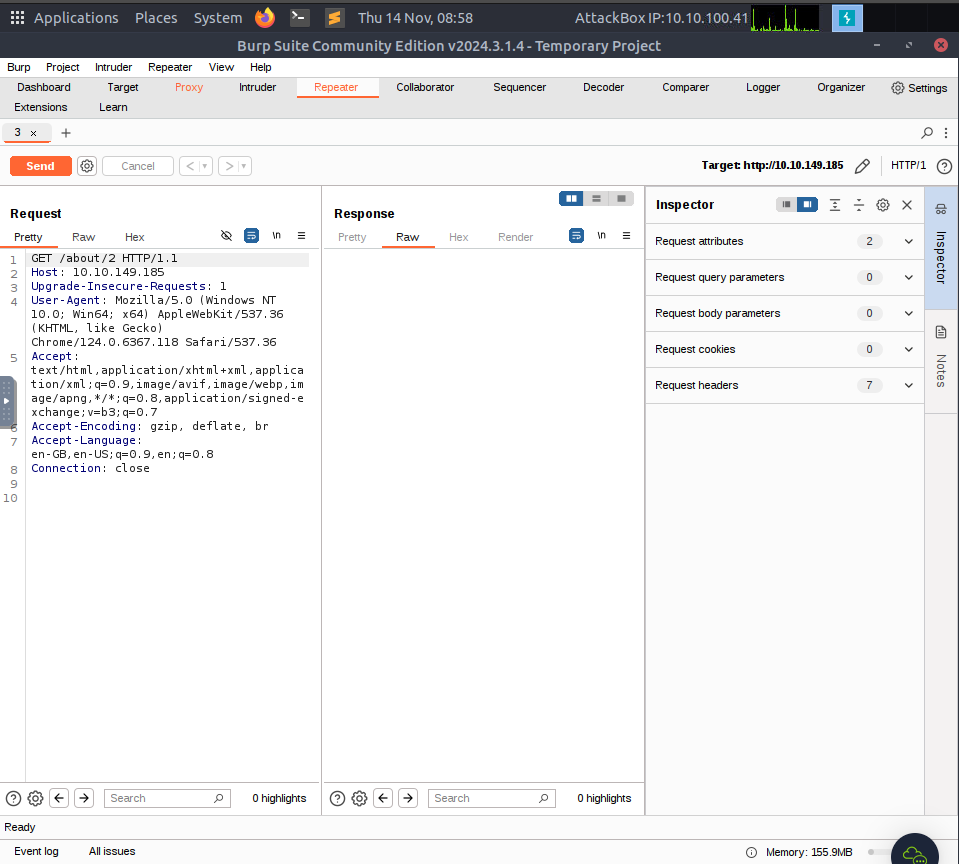 Applications Places System Thu 14 Nov, 08:58 AttackBox IP:10.10.100.41
Burp Suite Community Edition v2024.3.1.4 - Temporary Project
Burp Project Intruder Repeater View Help
Dashboard Target Proxy Intruder Repeater Collaborator Sequencer Decoder Comparer Logger Organizer Settings
Extensions Learn
3 × +
Send Cancel < > Target: http://10.10.149.185 HTTP/1 ?
Request
Pretty Raw Hex \n
1 GET /about/2 HTTP/1.1
2 Host: 10.10.149.185
3 Upgrade-Insecure-Requests: 1
4 User-Agent: Mozilla/5.0 (Windows NT
10.0; Win64; x64) AppleWebKit/537.36
(KHTML, like Gecko)
Chrome/124.0.6367.118 Safari/537.36
5 Accept:
text/html,application/xhtml+xml,applica
tion/xml;q=0.9,image/avif,image/webp,im
age/apng,*/*;q=0.8,application/signed-e
xchange;v=b3;q=0.7
6 Accept-Encoding: gzip, deflate, br
7 Accept-Language:
en-GB,en-US;q=0.9,en;q=0.8
8 Connection: close
9
10
Search 0 highlights
Response
Pretty Raw Hex Render \n
Search 0 highlights
Inspector
Request attributes 2
Request query parameters 0
Request body parameters 0
Request cookies 0
Request headers 7
Inspector
Notes
Ready
Event log All issues Memory: 155.9MB